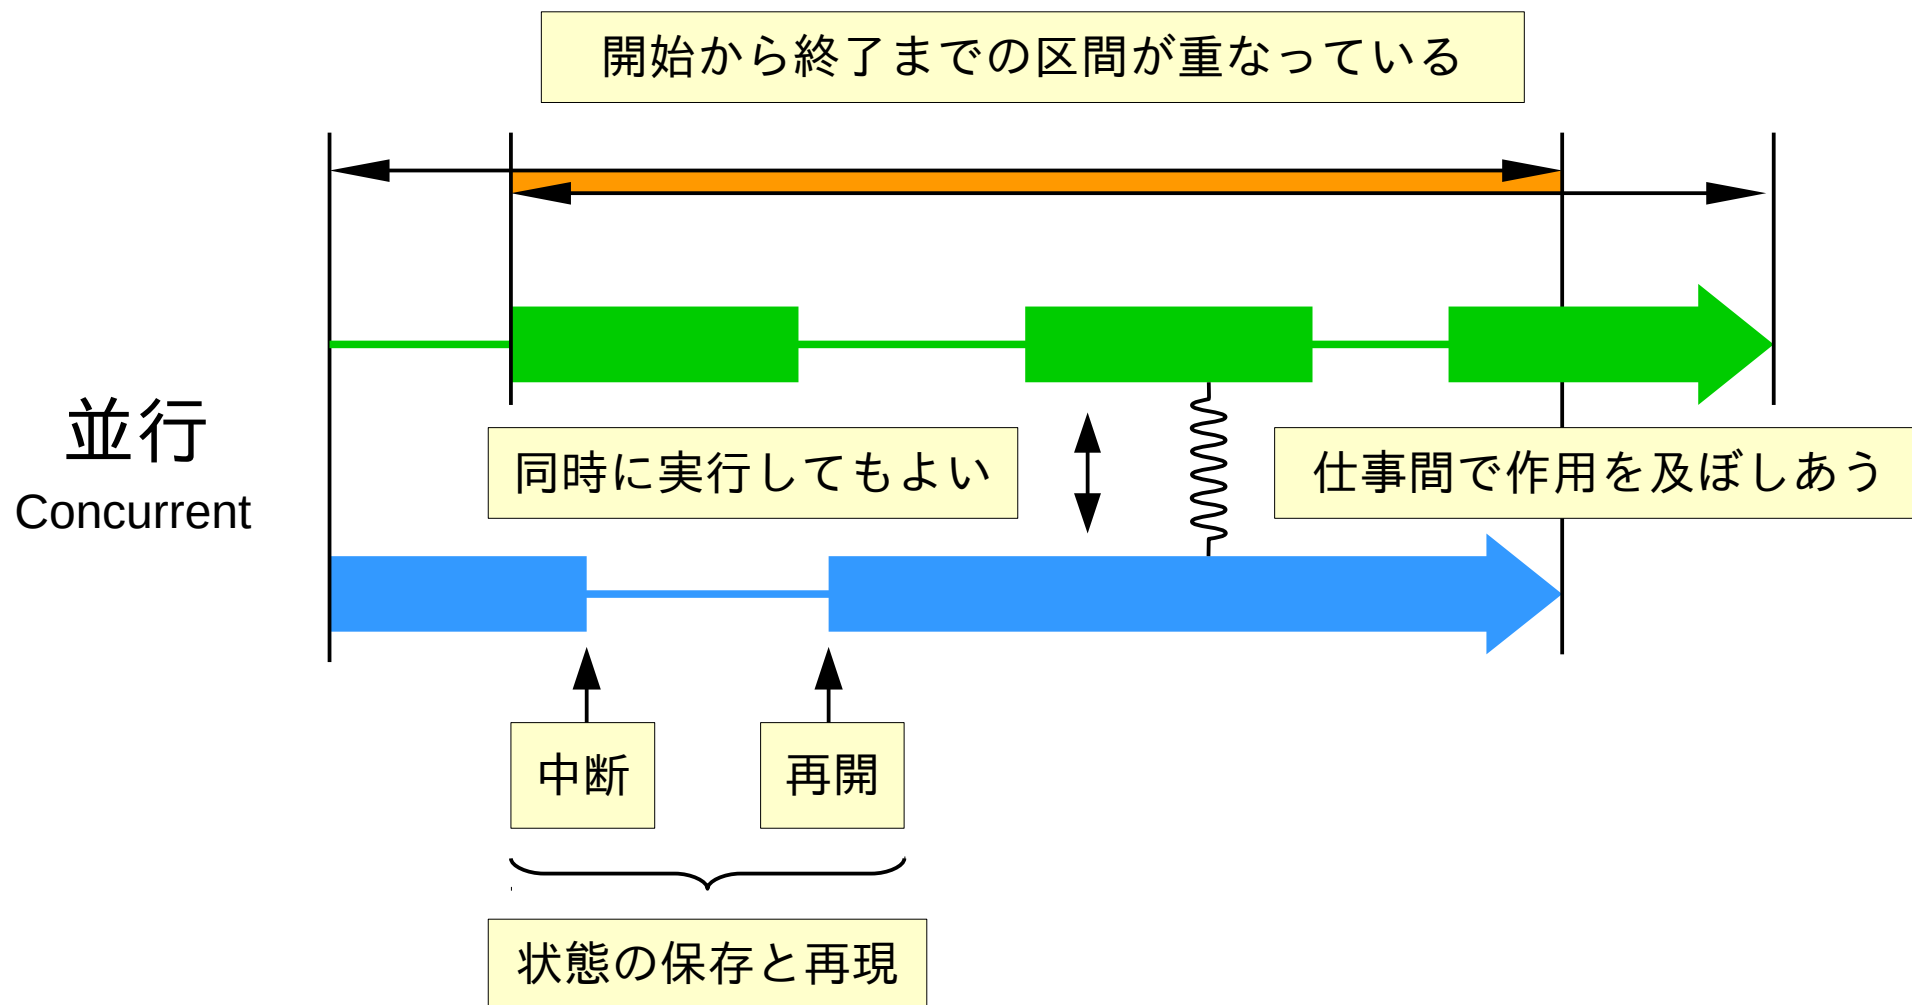 開始から終了までの区間が重なっている
並行
Concurrent
同時に実行してもよい
仕事間で作用を及ぼしあう
中断
再開
状態の保存と再現